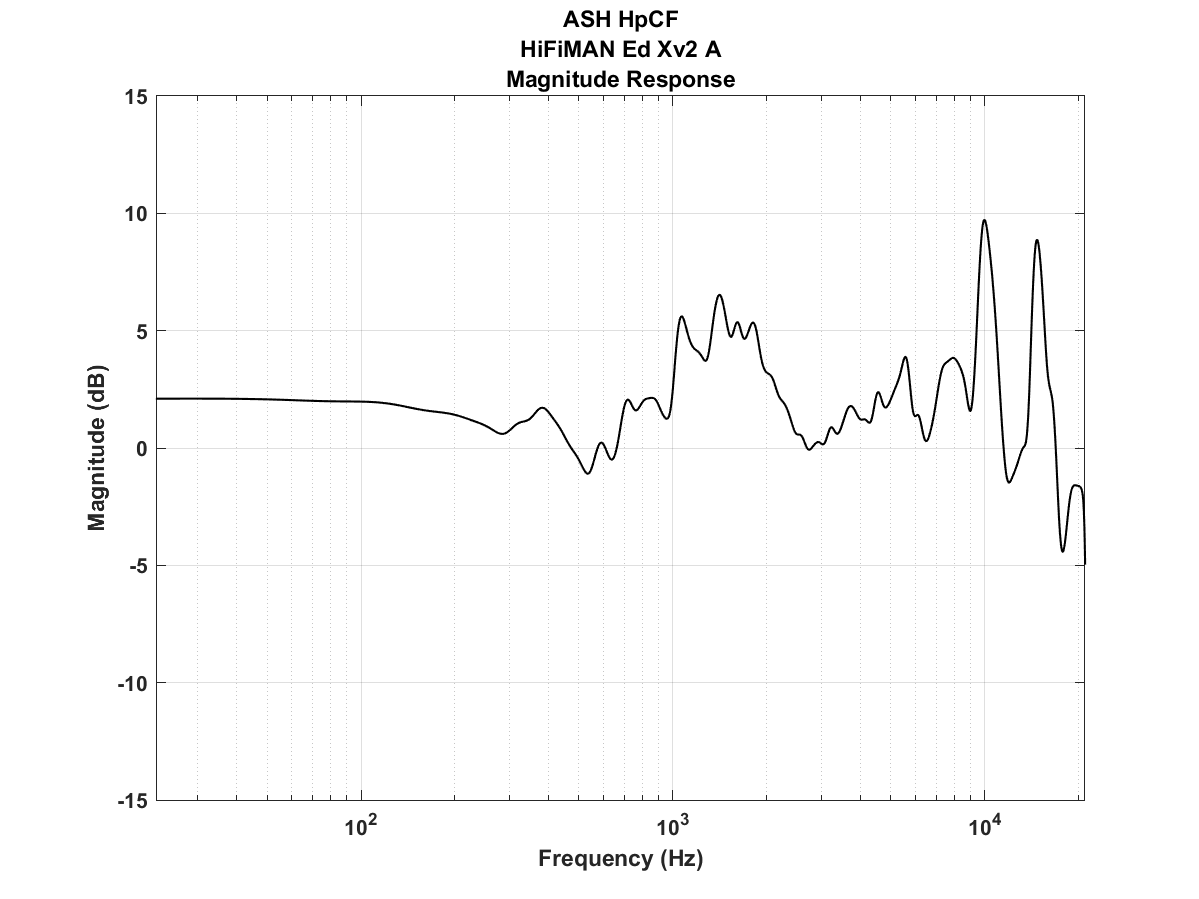 ASH HpCF
HiFiMAN Ed Xv2 A
Magnitude Response
15
10
5
0
-5
-10
-15
Magnitude (dB)
10² 10³ 10⁴
Frequency (Hz)